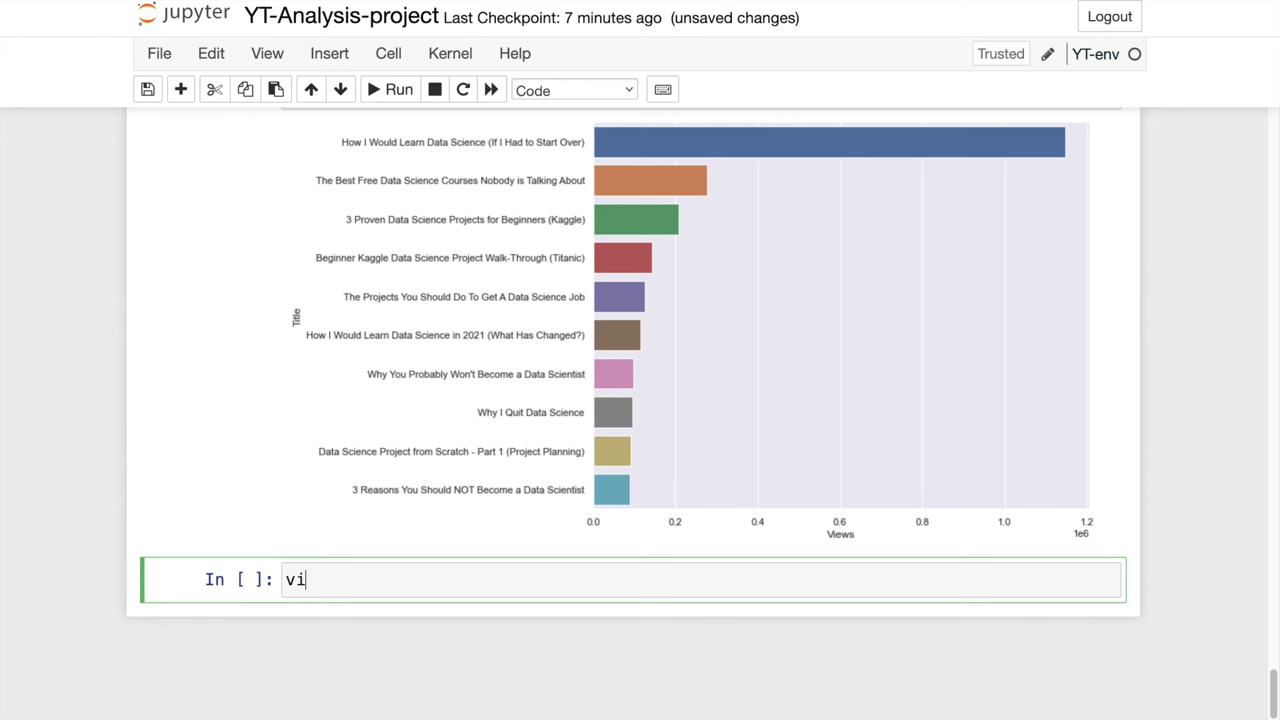 jupyter YT-Analysis-project Last Checkpoint: 7 minutes ago (unsaved changes) Logout
File Edit View Insert Cell Kernel Help Trusted YT-env
Run Code
How I Would Learn Data Science (If I Had to Start Over)
The Best Free Data Science Courses Nobody is Talking About
3 Proven Data Science Projects for Beginners (Kaggle)
Beginner Kaggle Data Science Project Walk-Through (Titanic)
The Projects You Should Do To Get A Data Science Job
Title
How I Would Learn Data Science in 2021 (What Has Changed?)
Why You Probably Won't Become a Data Scientist
Why I Quit Data Science
Data Science Project from Scratch - Part 1 (Project Planning)
3 Reasons You Should NOT Become a Data Scientist
0.0 0.2 0.4 0.6 0.8 1.0 1.2
Views 1e6
In [ ]: vi